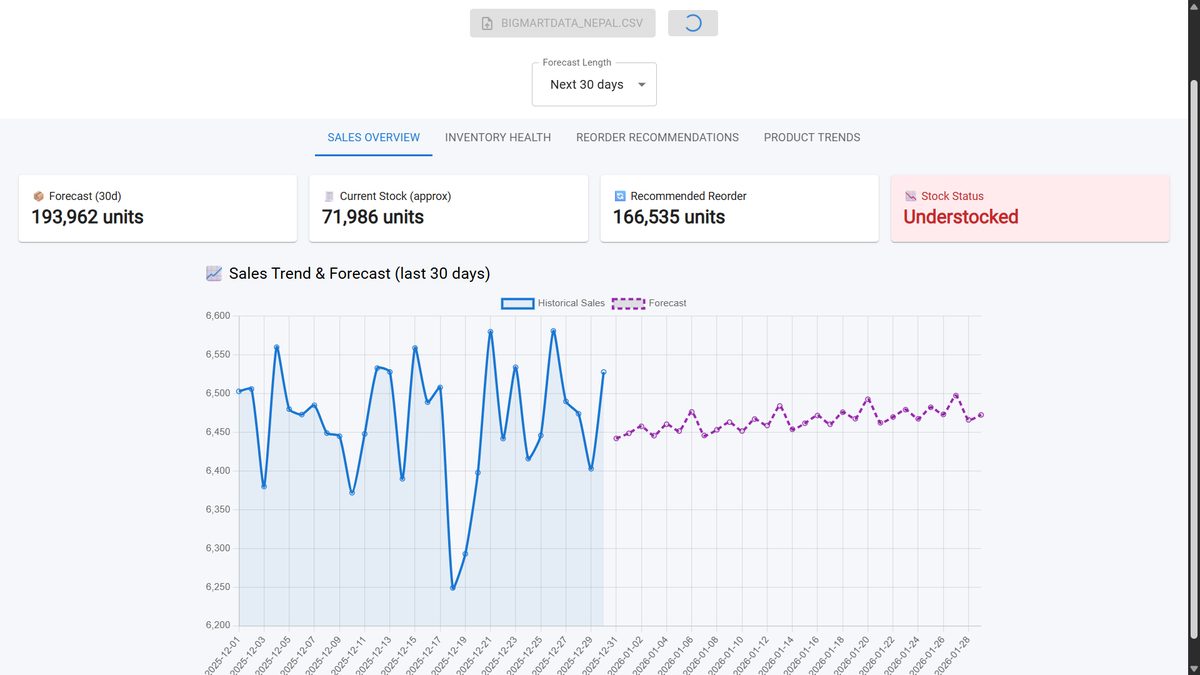 BIGMARTDATA_NEPAL.CSV
Forecast Length
Next 30 days
SALES OVERVIEW INVENTORY HEALTH REORDER RECOMMENDATIONS PRODUCT TRENDS
Forecast (30d)
193,962 units
Current Stock (approx)
71,986 units
Recommended Reorder
166,535 units
Stock Status
Understocked
Sales Trend & Forecast (last 30 days)
Historical Sales Forecast
6,600
6,550
6,500
6,450
6,400
6,350
6,300
6,250
6,200
2025-12-01 2025-12-03 2025-12-05 2025-12-07 2025-12-09 2025-12-11 2025-12-13 2025-12-15 2025-12-17 2025-12-19 2025-12-21 2025-12-23 2025-12-25 2025-12-27 2025-12-29 2025-12-31 2026-01-02 2026-01-04 2026-01-06 2026-01-08 2026-01-10 2026-01-12 2026-01-14 2026-01-16 2026-01-18 2026-01-20 2026-01-22 2026-01-24 2026-01-26 2026-01-28